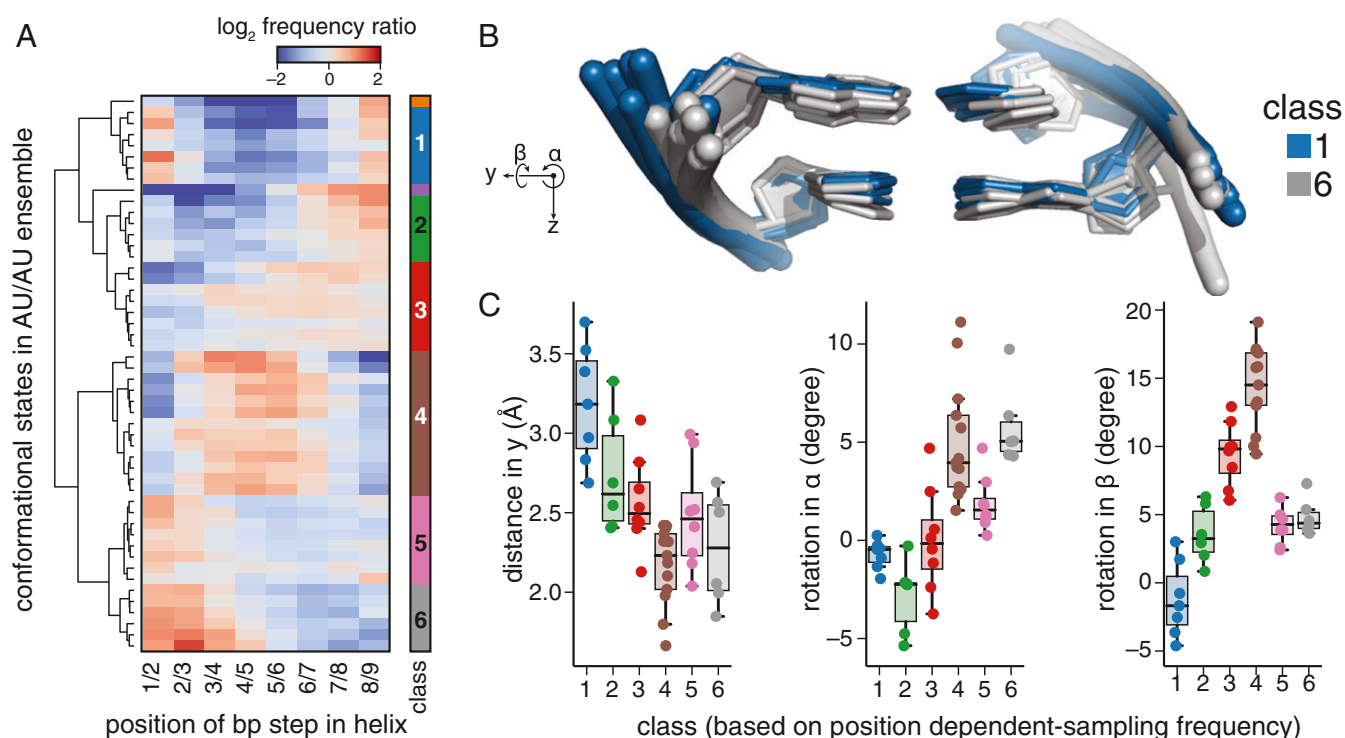 A
log2 frequency ratio
−2 0 2
conformational states in AU/AU ensemble
1
2
3
4
5
6
1/2 2/3 3/4 4/5 5/6 6/7 7/8 8/9
class
position of bp step in helix
B
β α
y
z
class
1
6
C
distance in y (Å)
3.5
3.0
2.5
2.0
1 2 3 4 5 6
rotation in α (degree)
10
5
0
−5
1 2 3 4 5 6
rotation in β (degree)
20
15
10
5
0
−5
1 2 3 4 5 6
class (based on position dependent-sampling frequency)